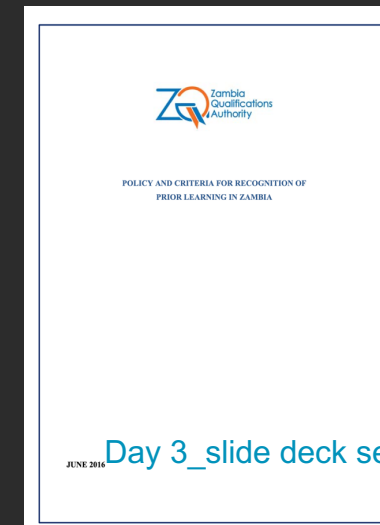 Zambia
Qualifications
Authority
POLICY AND CRITERIA FOR RECOGNITION OF
PRIOR LEARNING IN ZAMBIA
JUNE 2016
Day 3_slide deck se